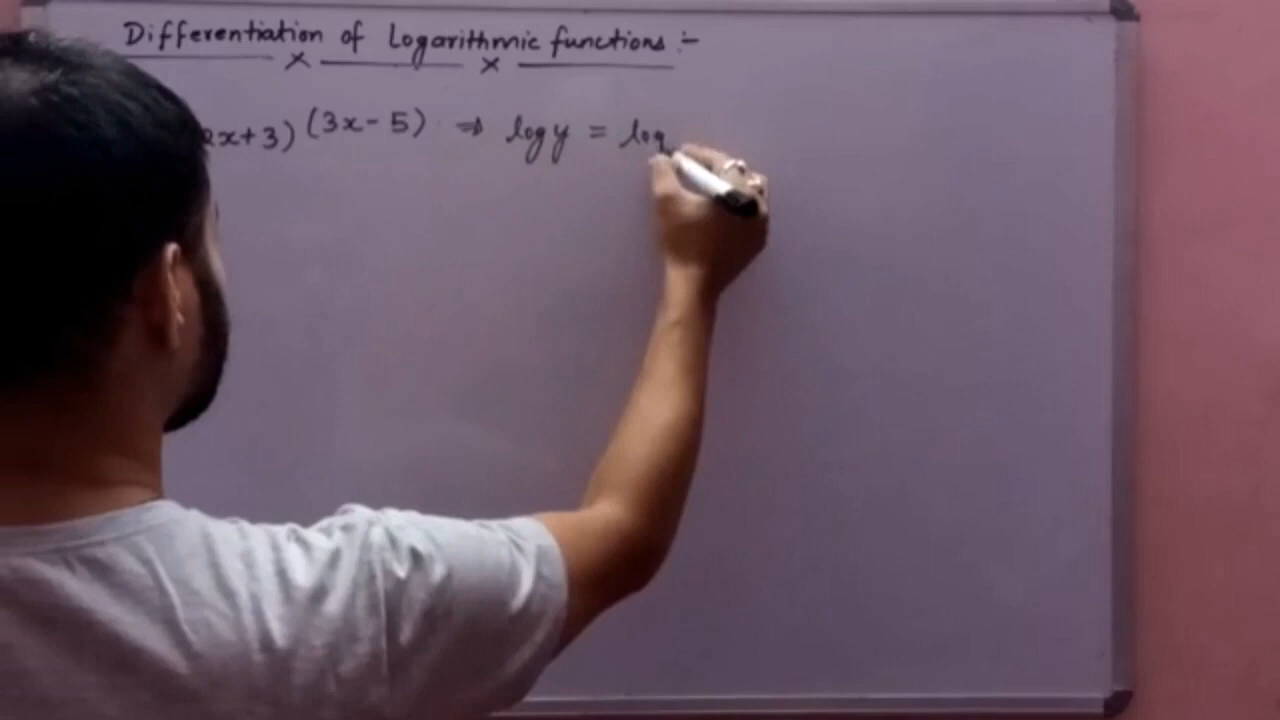 Differentiation of Logarithmic functions :-
2x+3)^(3x-5) ⇒ log y = log